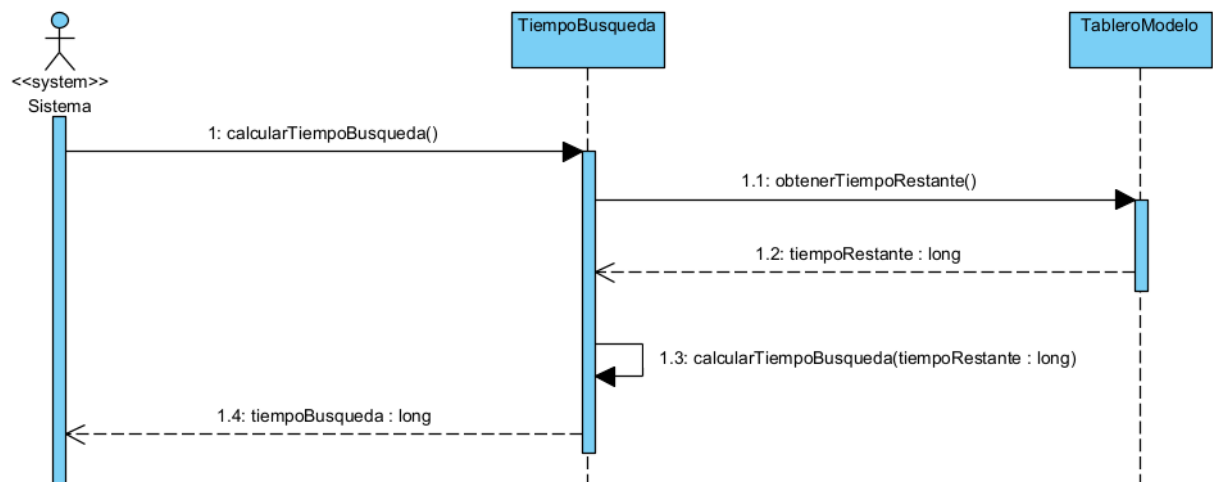 TiempoBusqueda
TableroModelo
<<system>>
Sistema
1: calcularTiempoBusqueda()
1.1: obtenerTiempoRestante()
1.2: tiempoRestante : long
1.3: calcularTiempoBusqueda(tiempoRestante : long)
1.4: tiempoBusqueda : long